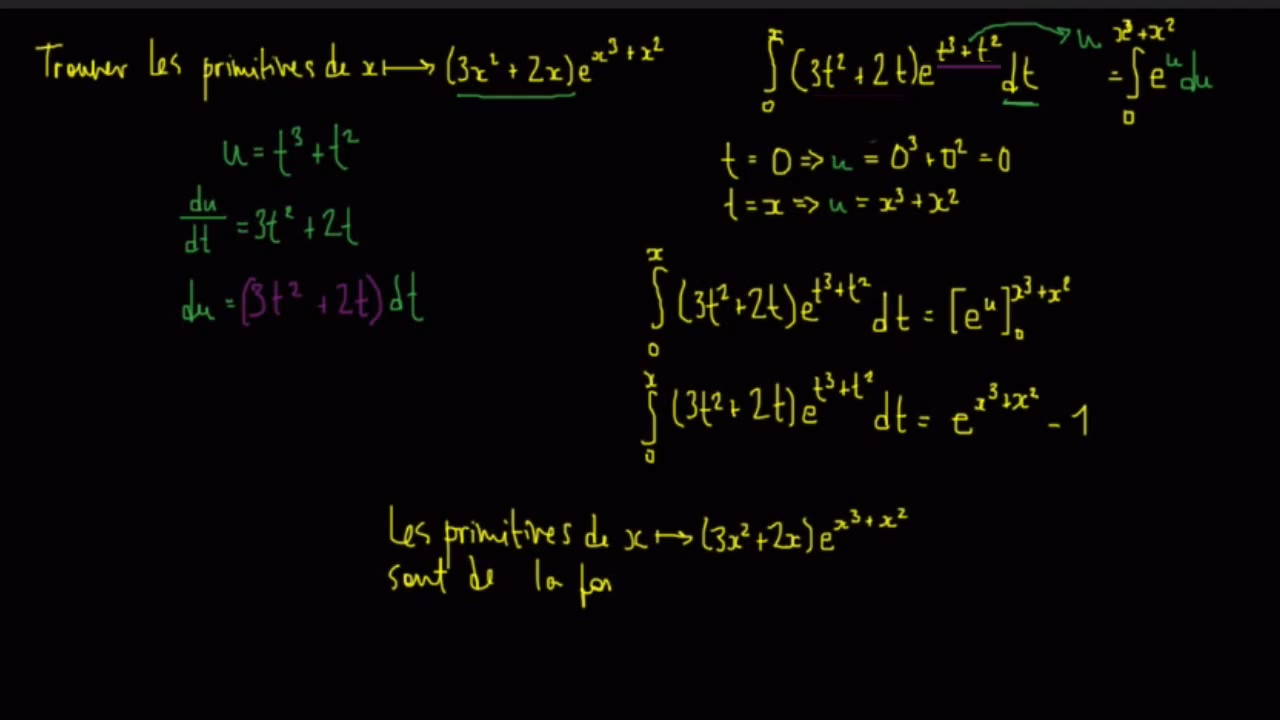 Trouver les primitives de x ⟼ (3x² + 2x)e^(x³ + x²)
u = t³ + t²
du/dt = 3t² + 2t
du = (3t² + 2t) dt
∫₀ˣ (3t² + 2t) e^(t³ + t²) dt → u = ∫₀^(x³ + x²) e^u du
t = 0 ⇒ u = 0³ + 0² = 0
t = x ⇒ u = x³ + x²
∫₀ˣ (3t² + 2t) e^(t³ + t²) dt = [e^u]₀^(x³ + x²)
∫₀ˣ (3t² + 2t) e^(t³ + t²) dt = e^(x³ + x²) - 1
Les primitives de x ⟼ (3x² + 2x) e^(x³ + x²)
sont de la for